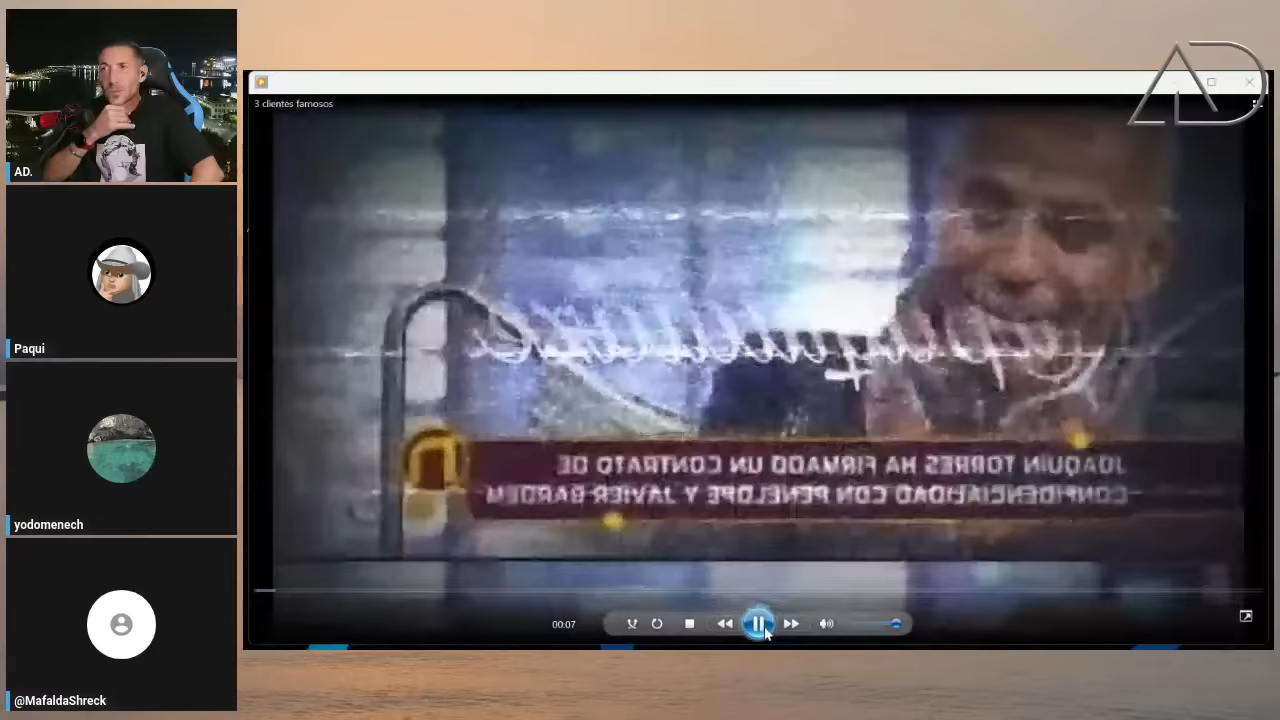 AD
3 clientes famosos
AD.
Paqui
JOAQUIN TORRES HA FIRMADO UN CONTRATO DE
CONFIDENCIALIDAD CON PENELOPE Y JAVIER BARDEM
yodomenech
00:07
@MafaldaShreck